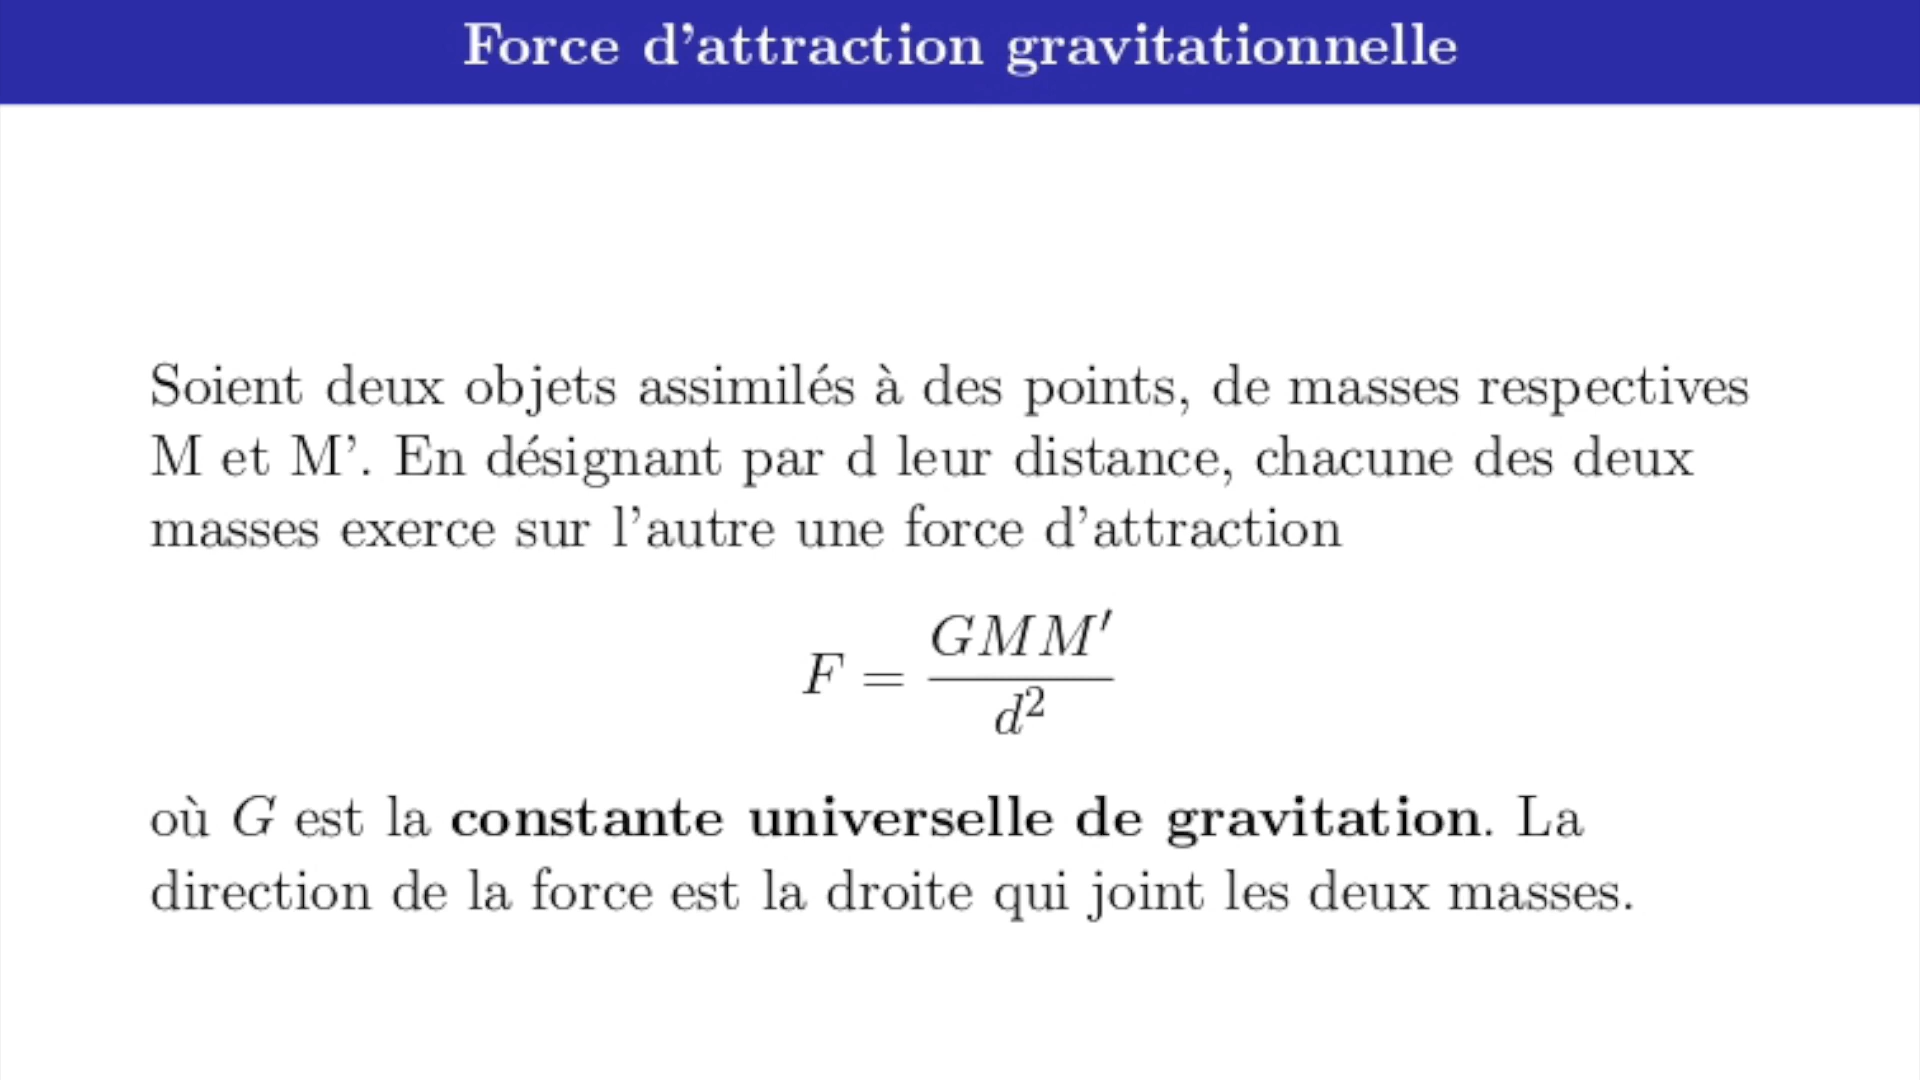 Force d'attraction gravitationnelle
Soient deux objets assimilés à des points, de masses respectives
M et M'. En désignant par d leur distance, chacune des deux
masses exerce sur l'autre une force d'attraction
F = \frac{GMM'}{d^2}
où G est la constante universelle de gravitation. La
direction de la force est la droite qui joint les deux masses.